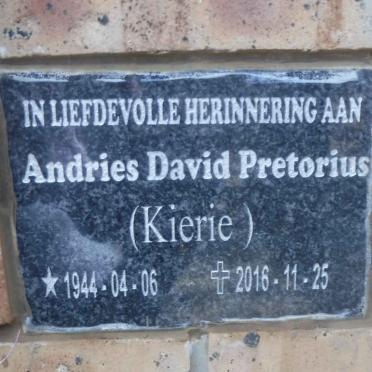 IN LIEFDEVOLLE HERINNERING AAN
Andries David Pretorius
(Kierie )
★ 1944 - 04 - 06 ✝ 2016 - 11 - 25